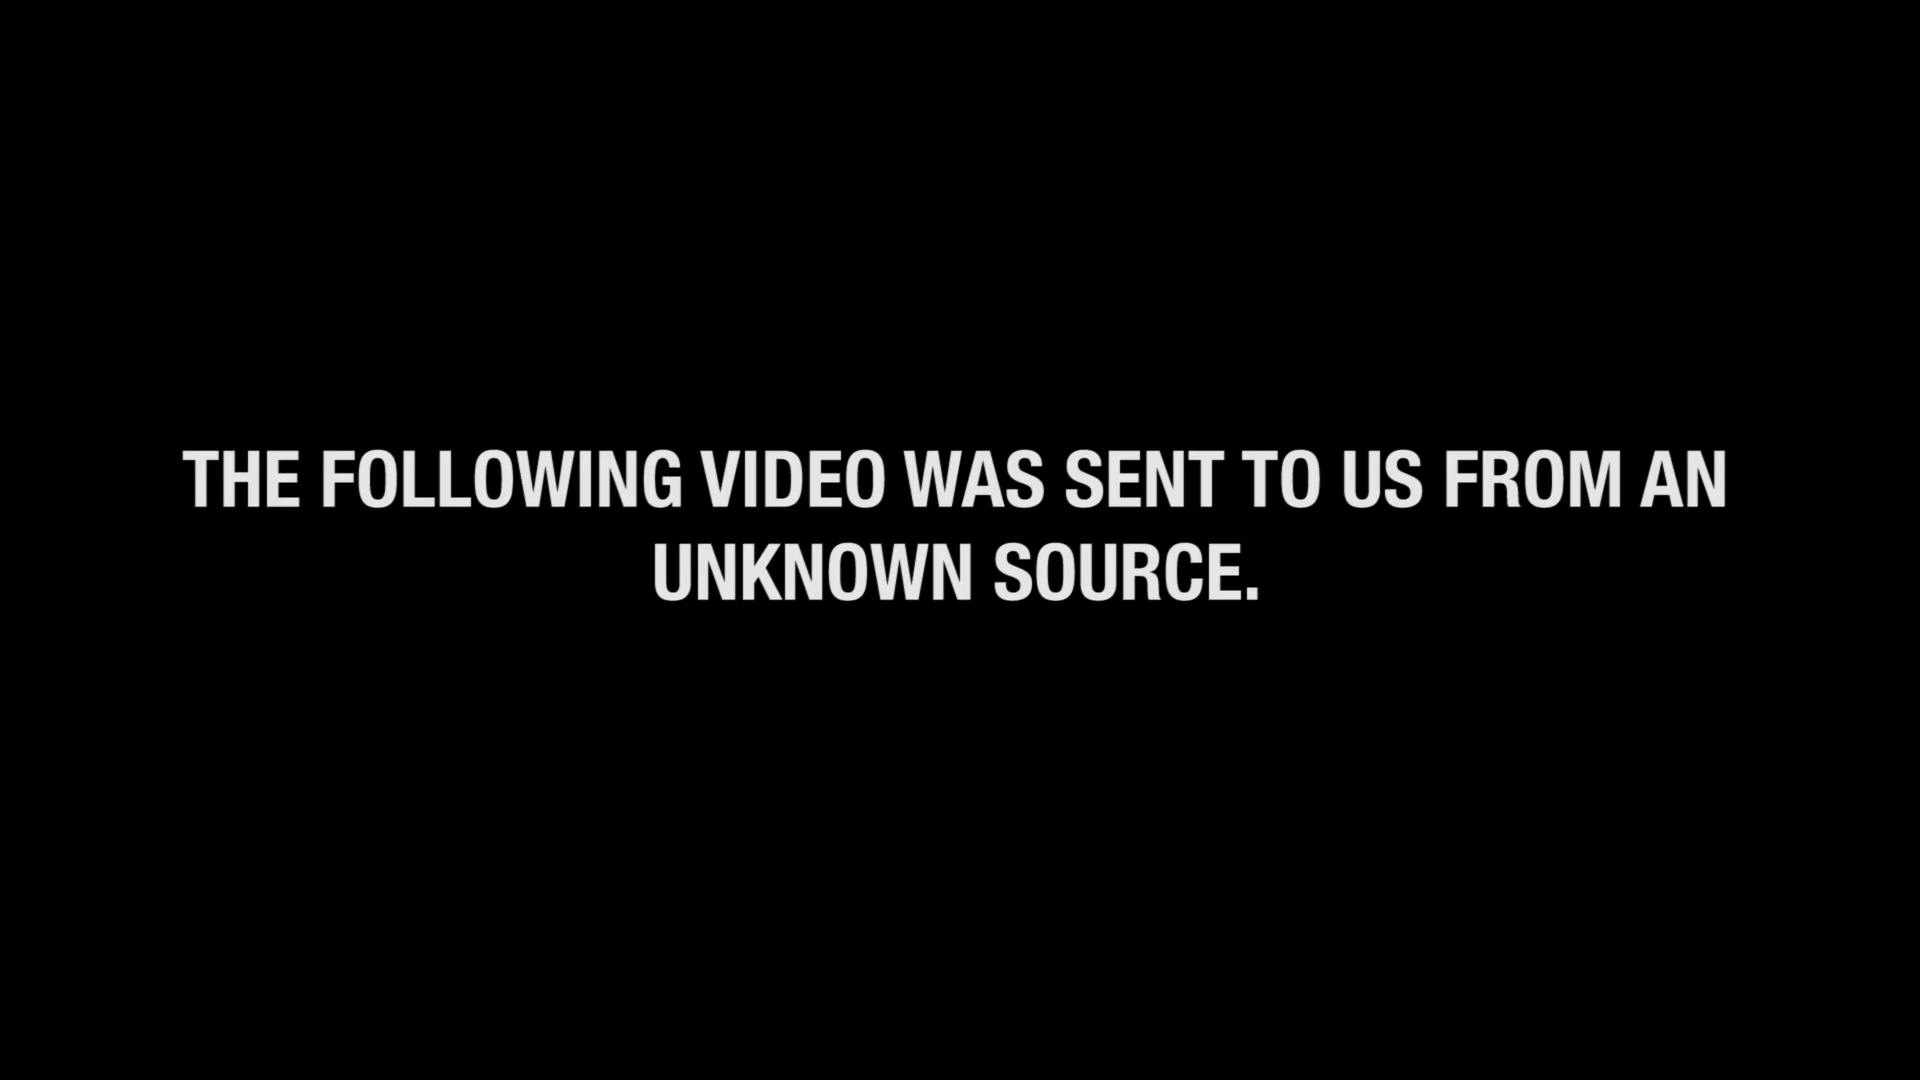 THE FOLLOWING VIDEO WAS SENT TO US FROM AN
UNKNOWN SOURCE.